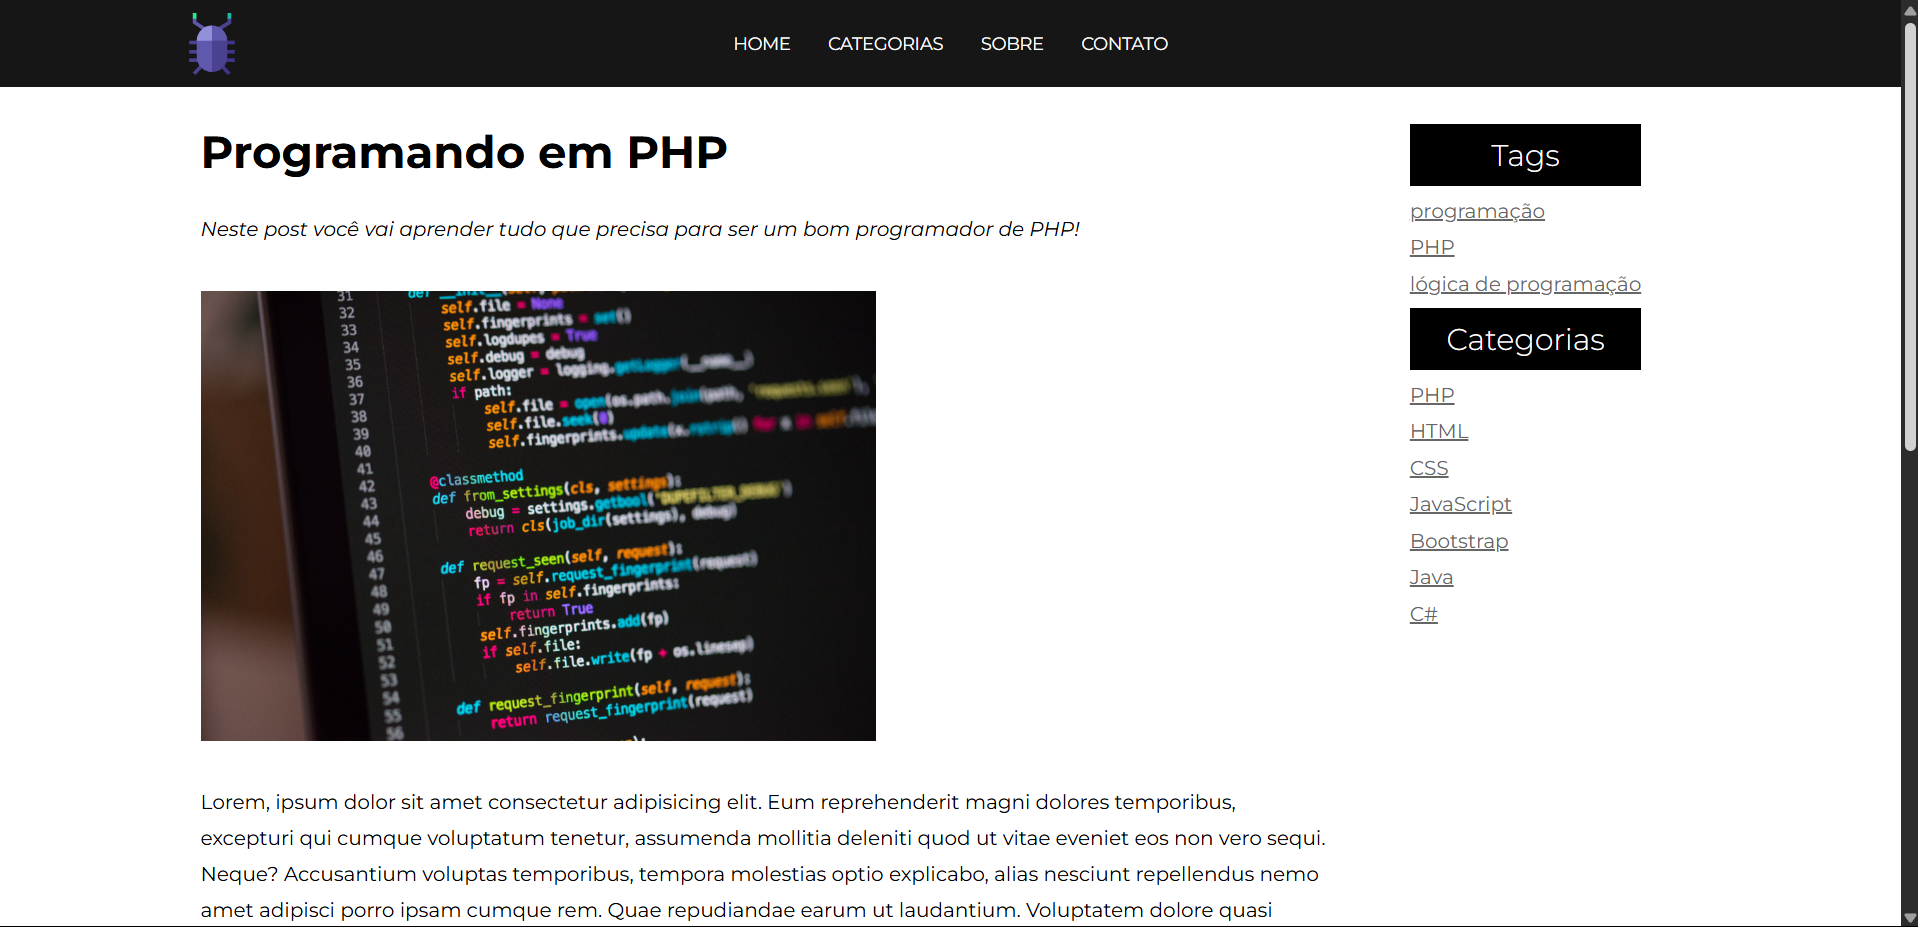 HOME CATEGORIAS SOBRE CONTATO
Programando em PHP
Neste post você vai aprender tudo que precisa para ser um bom programador de PHP!
31
32 self.file = None
33 self.fingerprints = set()
34 self.logdupes = True
35 self.debug = debug
36 self.logger = logging.getLogger(__name__)
37 if path:
38 self.file = open(os.path.join(path,
39 self.file.seek(0)
40 self.fingerprints.update(
41
42 @classmethod
43 def from_settings(cls, settings):
44 debug = settings.getbool('DUPEFILTER_DEBUG')
45 return cls(job_dir(settings), debug)
46
47 def request_seen(self, request):
48 fp = self.request_fingerprint(request)
49 if fp in self.fingerprints:
50 return True
51 self.fingerprints.add(fp)
52 if self.file:
53 self.file.write(fp + os.linesep)
54
55 def request_fingerprint(self, request):
56 return request_fingerprint(request)
Lorem, ipsum dolor sit amet consectetur adipisicing elit. Eum reprehenderit magni dolores temporibus,
excepturi qui cumque voluptatum tenetur, assumenda mollitia deleniti quod ut vitae eveniet eos non vero sequi.
Neque? Accusantium voluptas temporibus, tempora molestias optio explicabo, alias nesciunt repellendus nemo
amet adipisci porro ipsam cumque rem. Quae repudiandae earum ut laudantium. Voluptatem dolore quasi
Tags
programação
PHP
lógica de programação
Categorias
PHP
HTML
CSS
JavaScript
Bootstrap
Java
C#